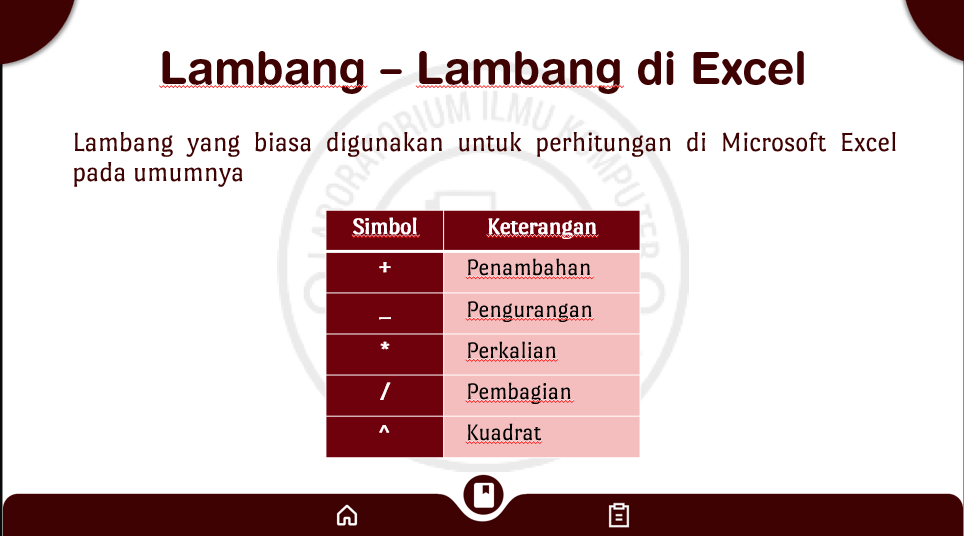 Lambang – Lambang di Excel
Lambang yang biasa digunakan untuk perhitungan di Microsoft Excel
pada umumnya
Simbol Keterangan
+ Penambahan
_ Pengurangan
* Perkalian
/ Pembagian
^ Kuadrat
LABORATORIUM ILMU KOMPUTER